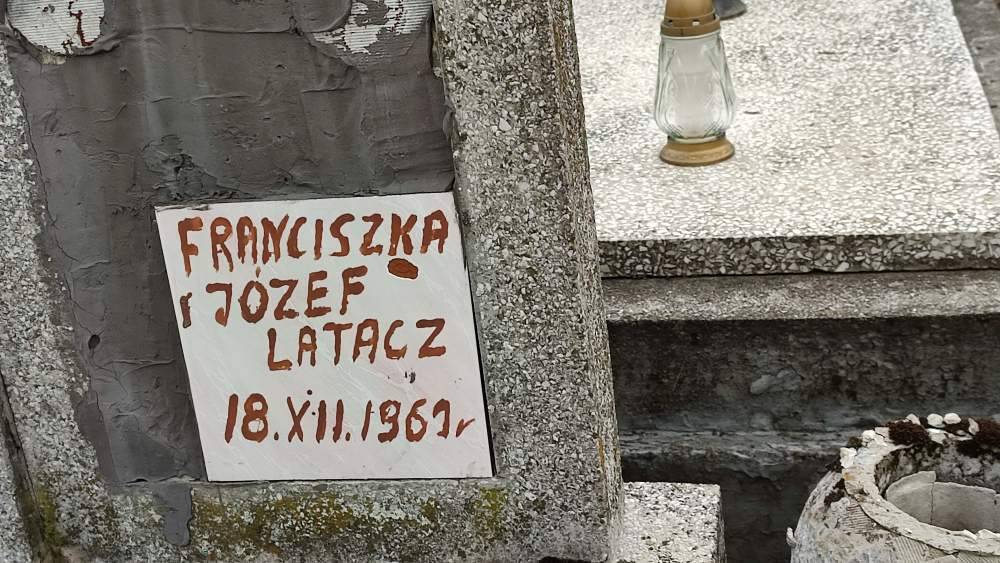 FRANCISZKA
I JÓZEF
LATACZ
18.XII.1961r